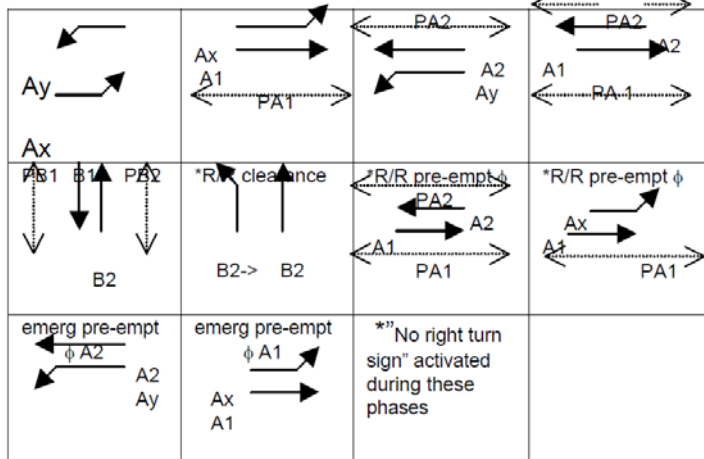 Ay
Ax
Ax
A1
PA1
PA2
A2
Ay
PA2
A2
A1
PA 1
PB1 B1 PB2
B2
*R/R clearance
B2-> B2
*R/R pre-empt ϕ
PA2
A2
A1
PA1
*R/R pre-empt ϕ
Ax
A1
PA1
emerg pre-empt
ϕ A2
A2
Ay
emerg pre-empt
ϕ A1
Ax
A1
*”No right turn
sign” activated
during these
phases